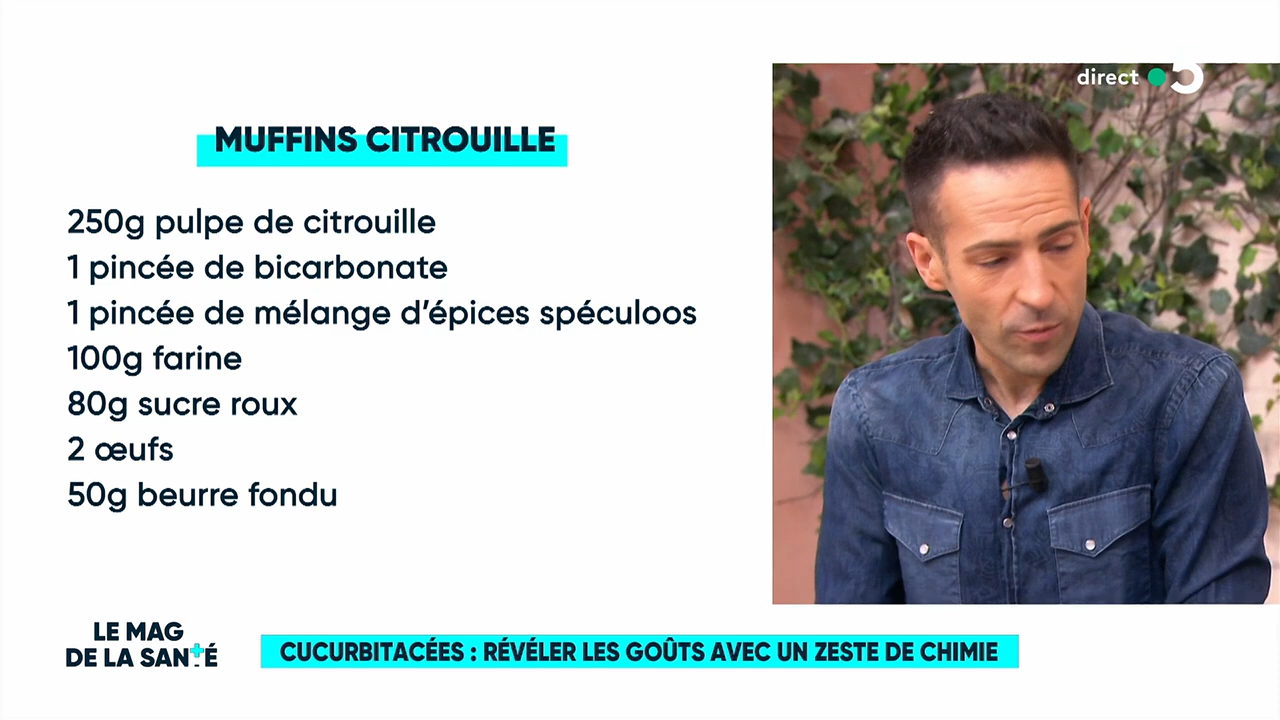 direct 5
MUFFINS CITROUILLE
250g pulpe de citrouille
1 pincée de bicarbonate
1 pincée de mélange d’épices spéculoos
100g farine
80g sucre roux
2 œufs
50g beurre fondu
LE MAG
DE LA SANTÉ
CUCURBITACÉES : RÉVÉLER LES GOÛTS AVEC UN ZESTE DE CHIMIE